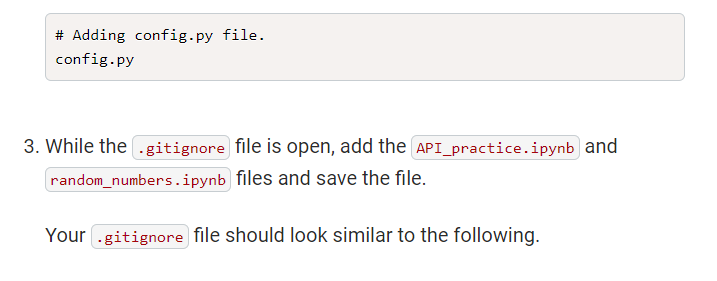 # Adding config.py file.
config.py
3. While the .gitignore file is open, add the API_practice.ipynb and
random_numbers.ipynb files and save the file.
Your .gitignore file should look similar to the following.